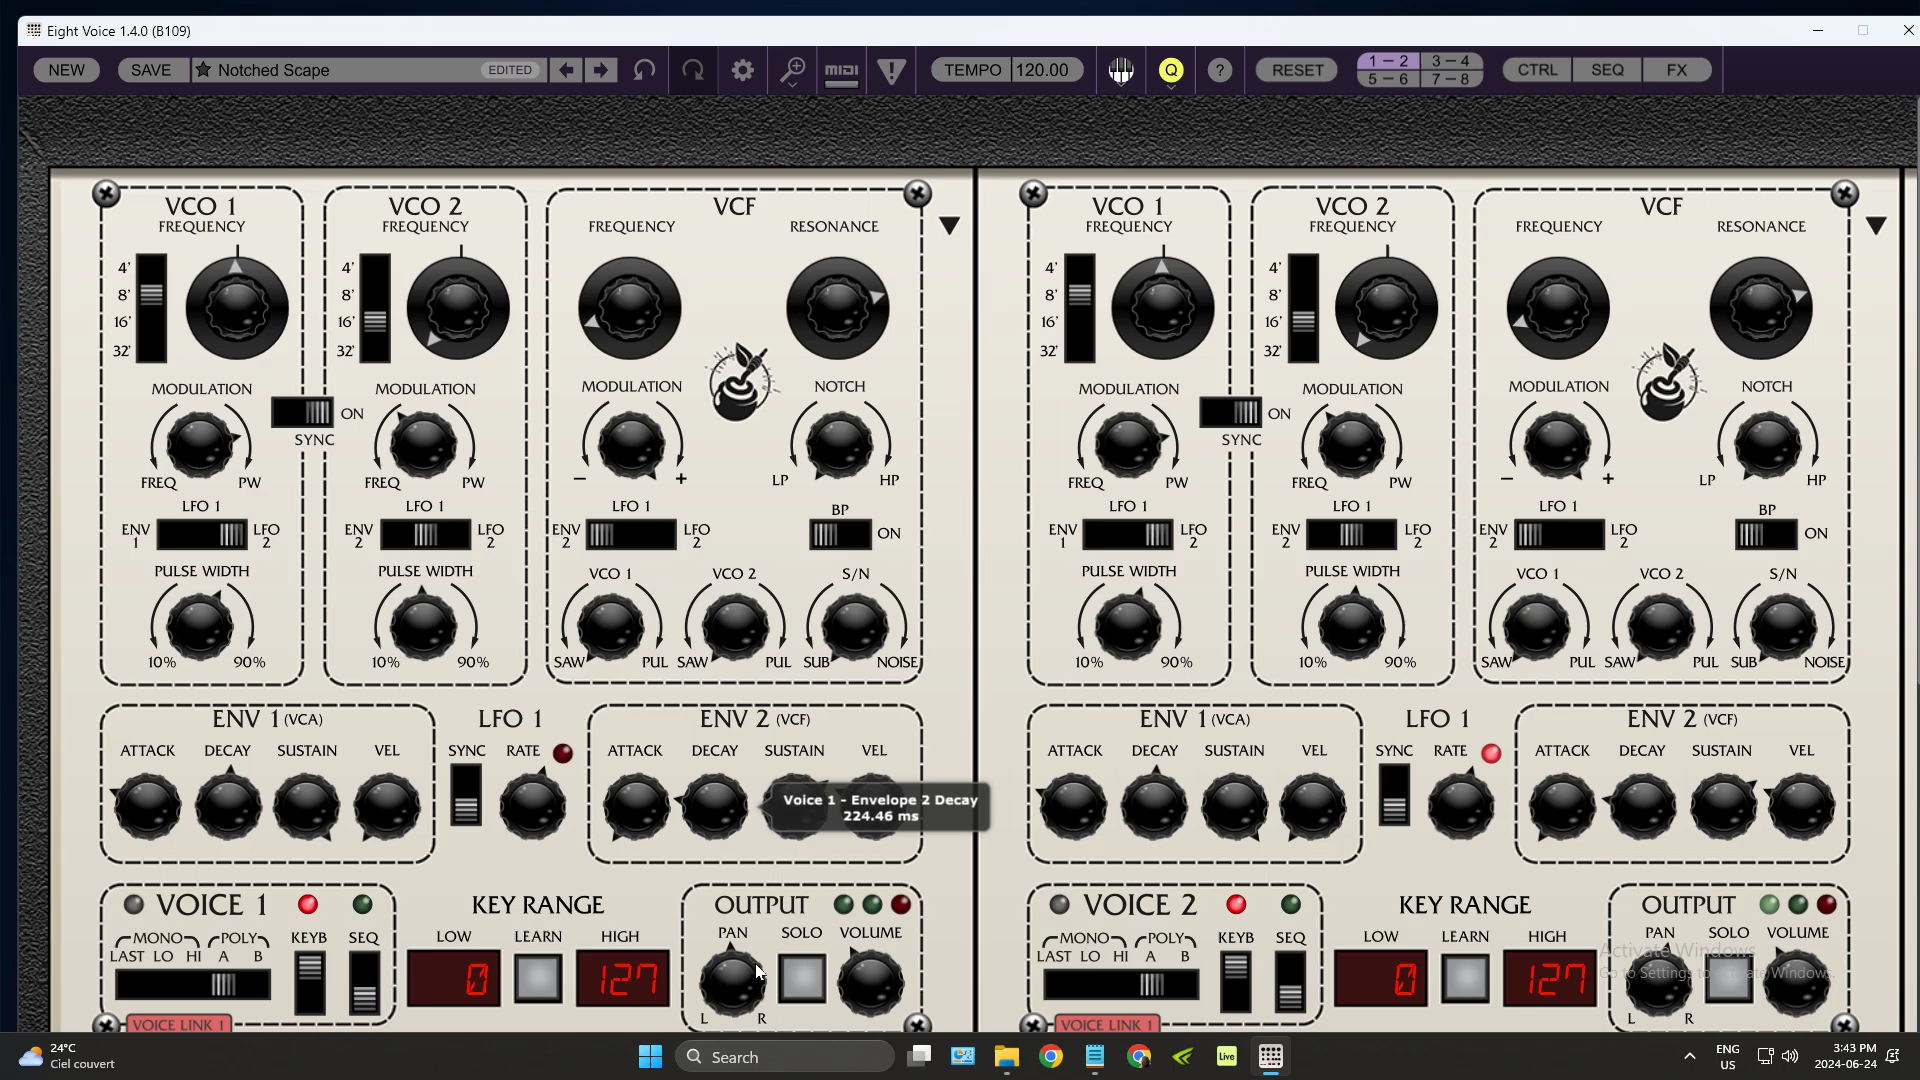 Eight Voice 1.4.0 (B109)
NEW SAVE Notched Scape EDITED MIDI TEMPO 120.00 Q ? RESET 1 — 2 3 — 4 5 — 6 7 — 8 CTRL SEQ FX
VCO 1 VCO 2 VCF VCO 1 VCO 2 VCF
FREQUENCY FREQUENCY FREQUENCY RESONANCE FREQUENCY FREQUENCY FREQUENCY RESONANCE
4' 4' 4' 4'
8' 8' 8' 8'
16' 16' 16' 16'
32' 32' 32' 32'
MODULATION MODULATION MODULATION NOTCH MODULATION MODULATION MODULATION NOTCH
ON ON
SYNC SYNC
FREQ PW FREQ PW − + LP HP FREQ PW FREQ PW − + LP HP
LFO 1 LFO 1 LFO 1 BP LFO 1 LFO 1 LFO 1 BP
ENV 1 LFO 2 ENV 2 LFO 2 ENV 2 LFO 2 ON ENV 1 LFO 2 ENV 2 LFO 2 ENV 2 LFO 2 ON
PULSE WIDTH PULSE WIDTH VCO 1 VCO 2 S/N PULSE WIDTH PULSE WIDTH VCO 1 VCO 2 S/N
10% 90% 10% 90% SAW PUL SAW PUL SUB NOISE 10% 90% 10% 90% SAW PUL SAW PUL SUB NOISE
ENV 1 (VCA) LFO 1 ENV 2 (VCF) ENV 1 (VCA) LFO 1 ENV 2 (VCF)
ATTACK DECAY SUSTAIN VEL SYNC RATE ATTACK DECAY SUSTAIN VEL ATTACK DECAY SUSTAIN VEL SYNC RATE ATTACK DECAY SUSTAIN VEL
Voice 1 - Envelope 2 Decay
224.46 ms
VOICE 1 KEY RANGE OUTPUT VOICE 2 KEY RANGE OUTPUT
MONO POLY KEYB SEQ LOW LEARN HIGH PAN SOLO VOLUME MONO POLY KEYB SEQ LOW LEARN HIGH PAN SOLO VOLUME
LAST LO HI A B LAST LO HI A B
0 127 0 127
L R L R
VOICE LINK 1 VOICE LINK 1
Activate Windows
Go to Settings to activate Windows.
24°C
Ciel couvert
Search
Live
ENG
US
3:43 PM
2024-06-24